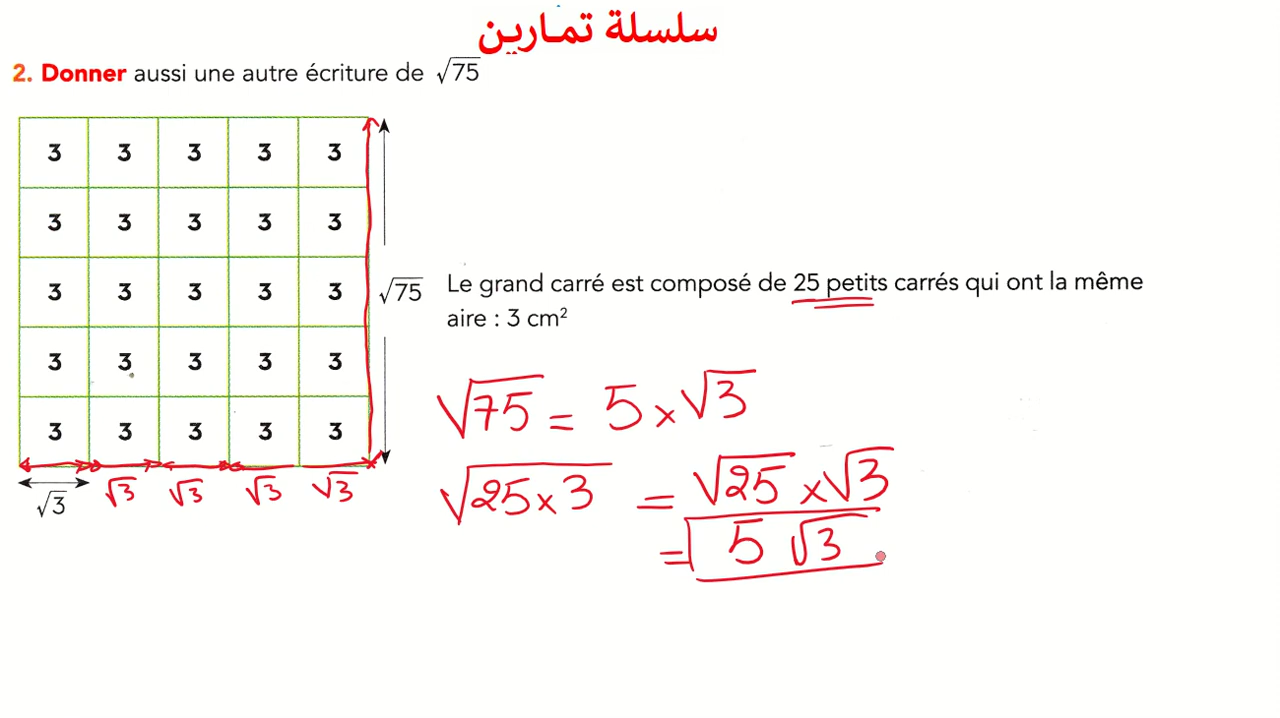 سلسلة تمارين
2. Donner aussi une autre écriture de √75
3 3 3 3 3
3 3 3 3 3
3 3 3 3 3
√75
Le grand carré est composé de 25 petits carrés qui ont la même
aire : 3 cm²
3 3 3 3 3
3 3 3 3 3
√3 √3 √3 √3 √3
√75 = 5 × √3
√25 × 3 = √25 × √3
= 5 √3